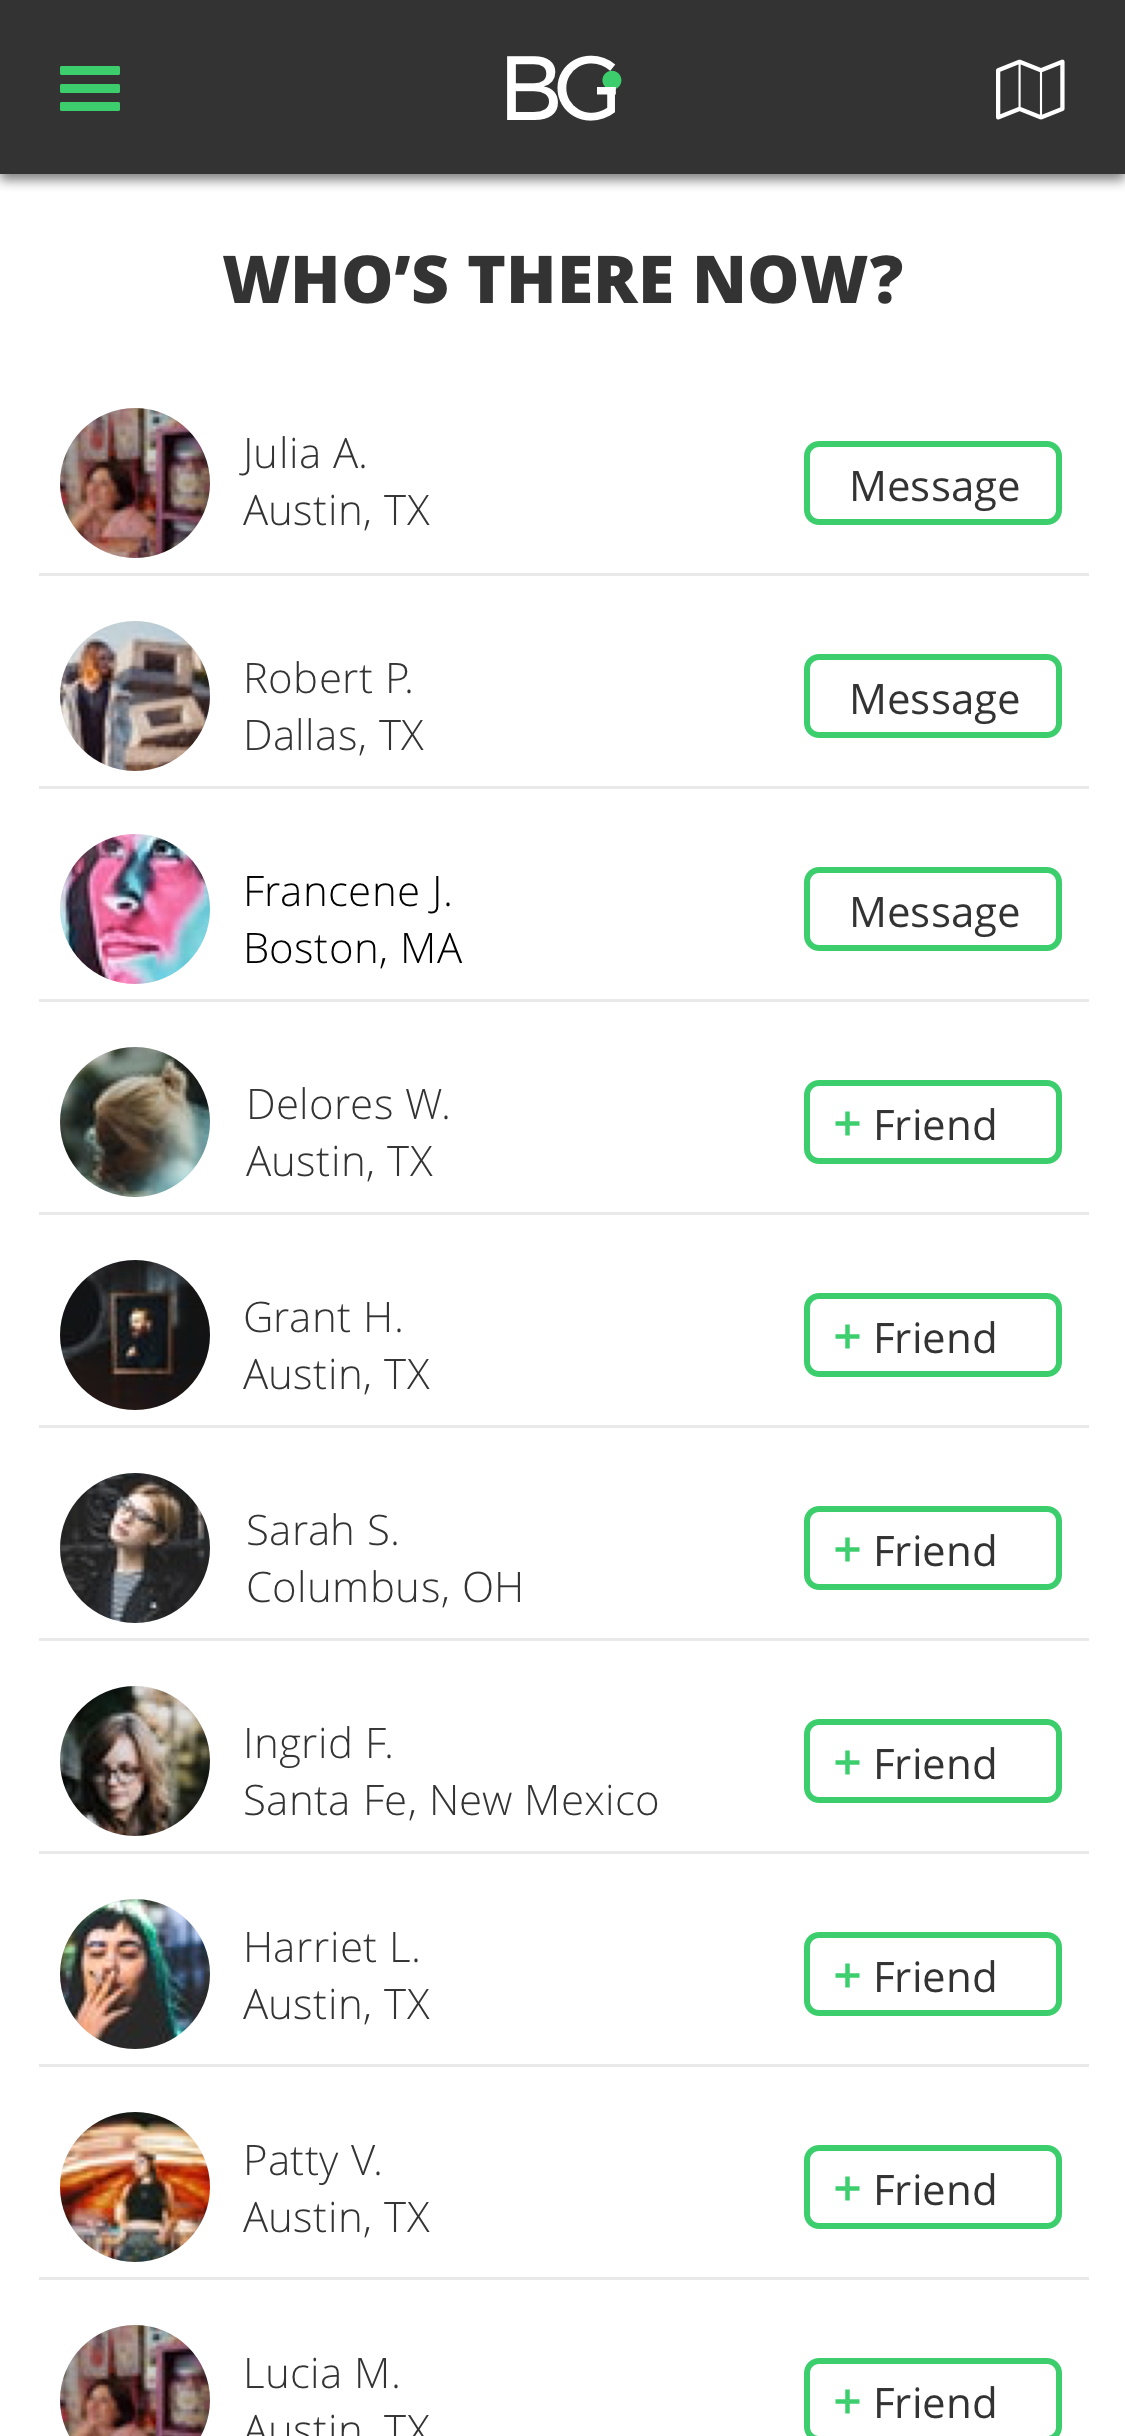 BG
WHO’S THERE NOW?
Julia A.
Austin, TX
Message
Robert P.
Dallas, TX
Message
Francene J.
Boston, MA
Message
Delores W.
Austin, TX
+ Friend
Grant H.
Austin, TX
+ Friend
Sarah S.
Columbus, OH
+ Friend
Ingrid F.
Santa Fe, New Mexico
+ Friend
Harriet L.
Austin, TX
+ Friend
Patty V.
Austin, TX
+ Friend
Lucia M.
Austin, TX
+ Friend